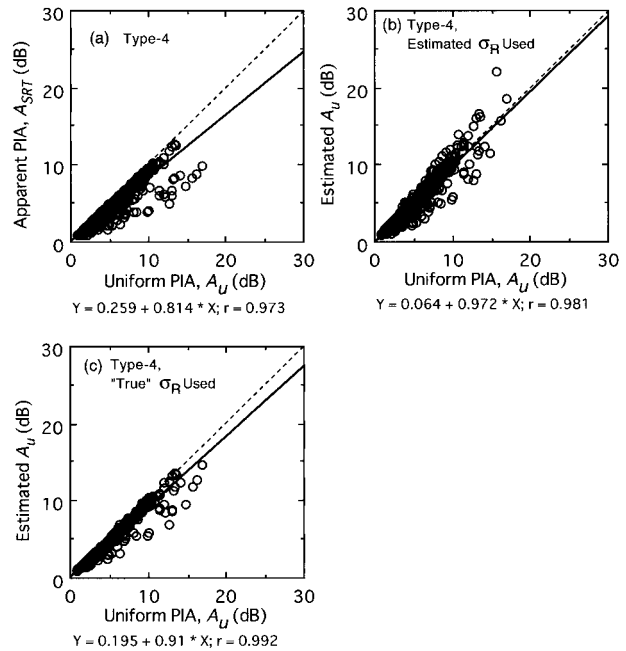 (a) Type-4
Apparent PIA, A_SRT (dB)
30
20
10
0
0 10 20 30
Uniform PIA, A_u (dB)
Y = 0.259 + 0.814 * X; r = 0.973
(b) Type-4,
Estimated σ_R Used
Estimated A_u (dB)
30
20
10
0
0 10 20 30
Uniform PIA, A_u (dB)
Y = 0.064 + 0.972 * X; r = 0.981
(c) Type-4,
"True" σ_R Used
Estimated A_u (dB)
30
20
10
0
0 10 20 30
Uniform PIA, A_u (dB)
Y = 0.195 + 0.91 * X; r = 0.992